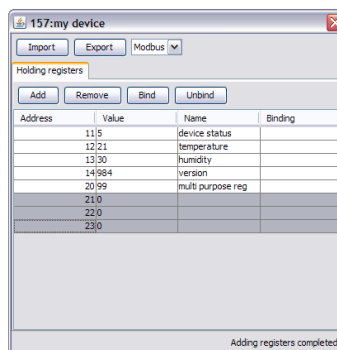 157:my device
Import Export Modbus
Holding registers
Add Remove Bind Unbind
Address Value Name Binding
11 5 device status
12 21 temperature
13 30 humidity
14 984 version
20 99 multi purpose reg
21 0
22 0
23 0
Adding registers completed